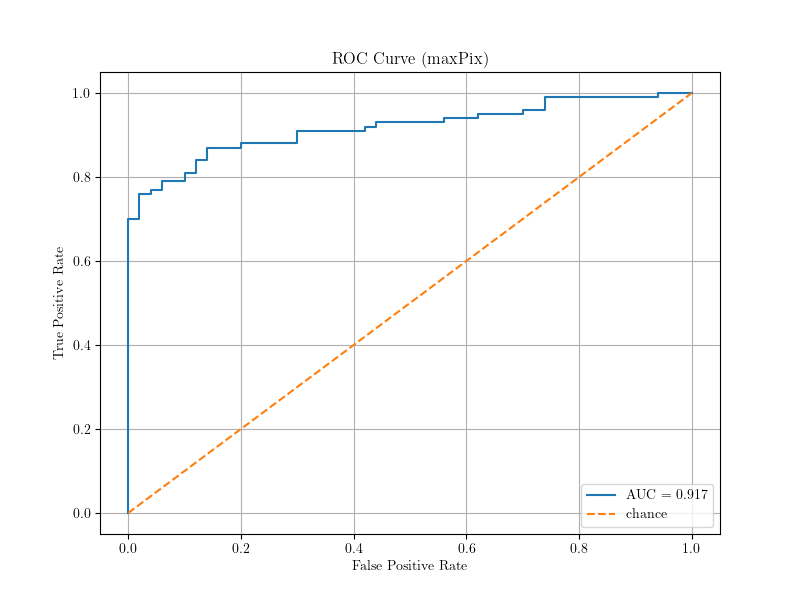 ROC Curve (maxPix)
True Positive Rate
1.0
0.8
0.6
0.4
0.2
0.0
AUC = 0.917
chance
0.0 0.2 0.4 0.6 0.8 1.0
False Positive Rate